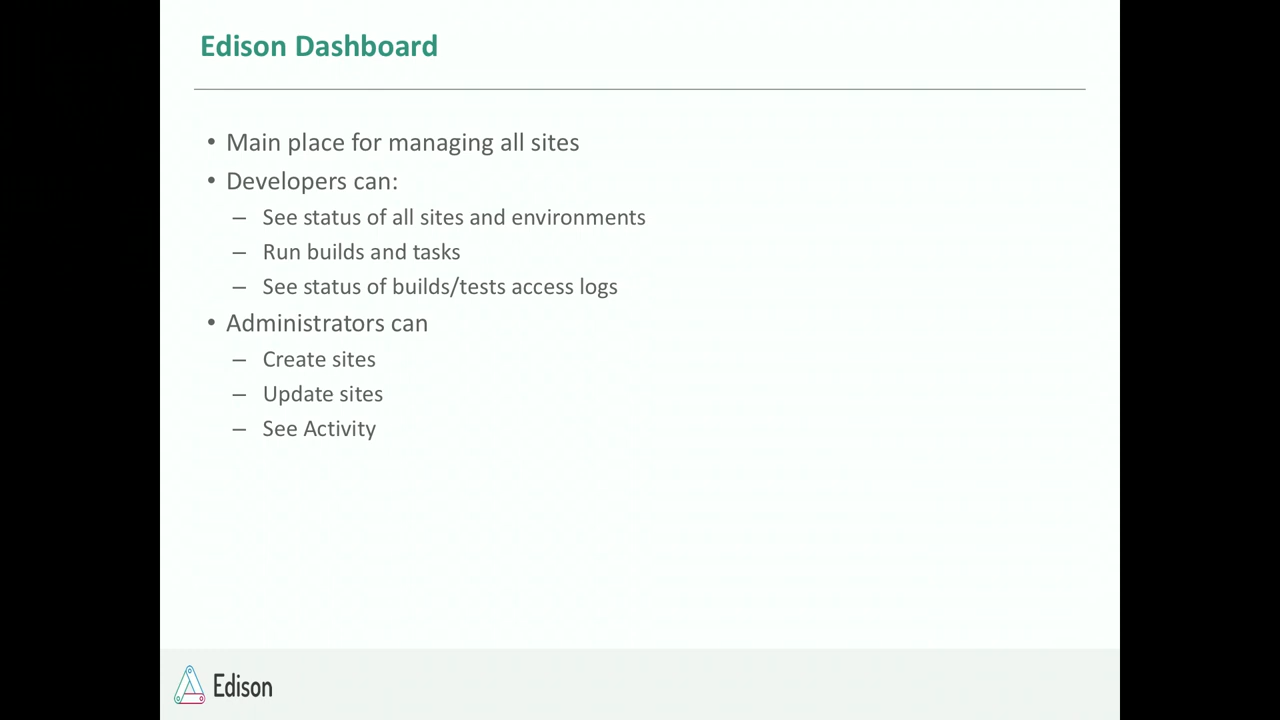 Edison Dashboard
• Main place for managing all sites
• Developers can:
– See status of all sites and environments
– Run builds and tasks
– See status of builds/tests access logs
• Administrators can
– Create sites
– Update sites
– See Activity
Edison